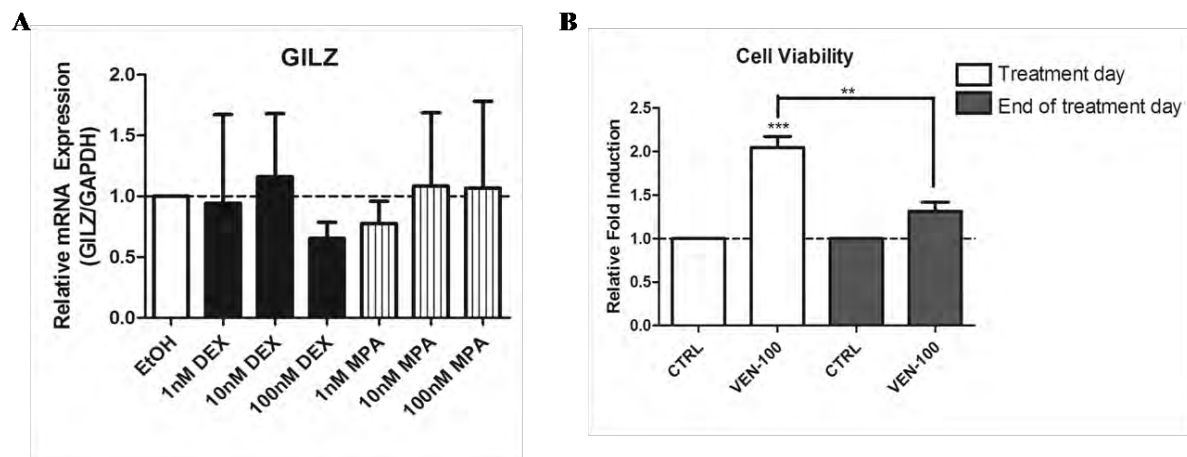 A
GILZ
Relative mRNA Expression
(GILZ/GAPDH)
2.0
1.5
1.0
0.5
0.0
EtOH
1nM DEX
10nM DEX
100nM DEX
1nM MPA
10nM MPA
100nM MPA
B
Cell Viability
Treatment day
End of treatment day
Relative Fold Induction
2.5
2.0
1.5
1.0
0.5
0.0
***
**
CTRL
VEN-100
CTRL
VEN-100